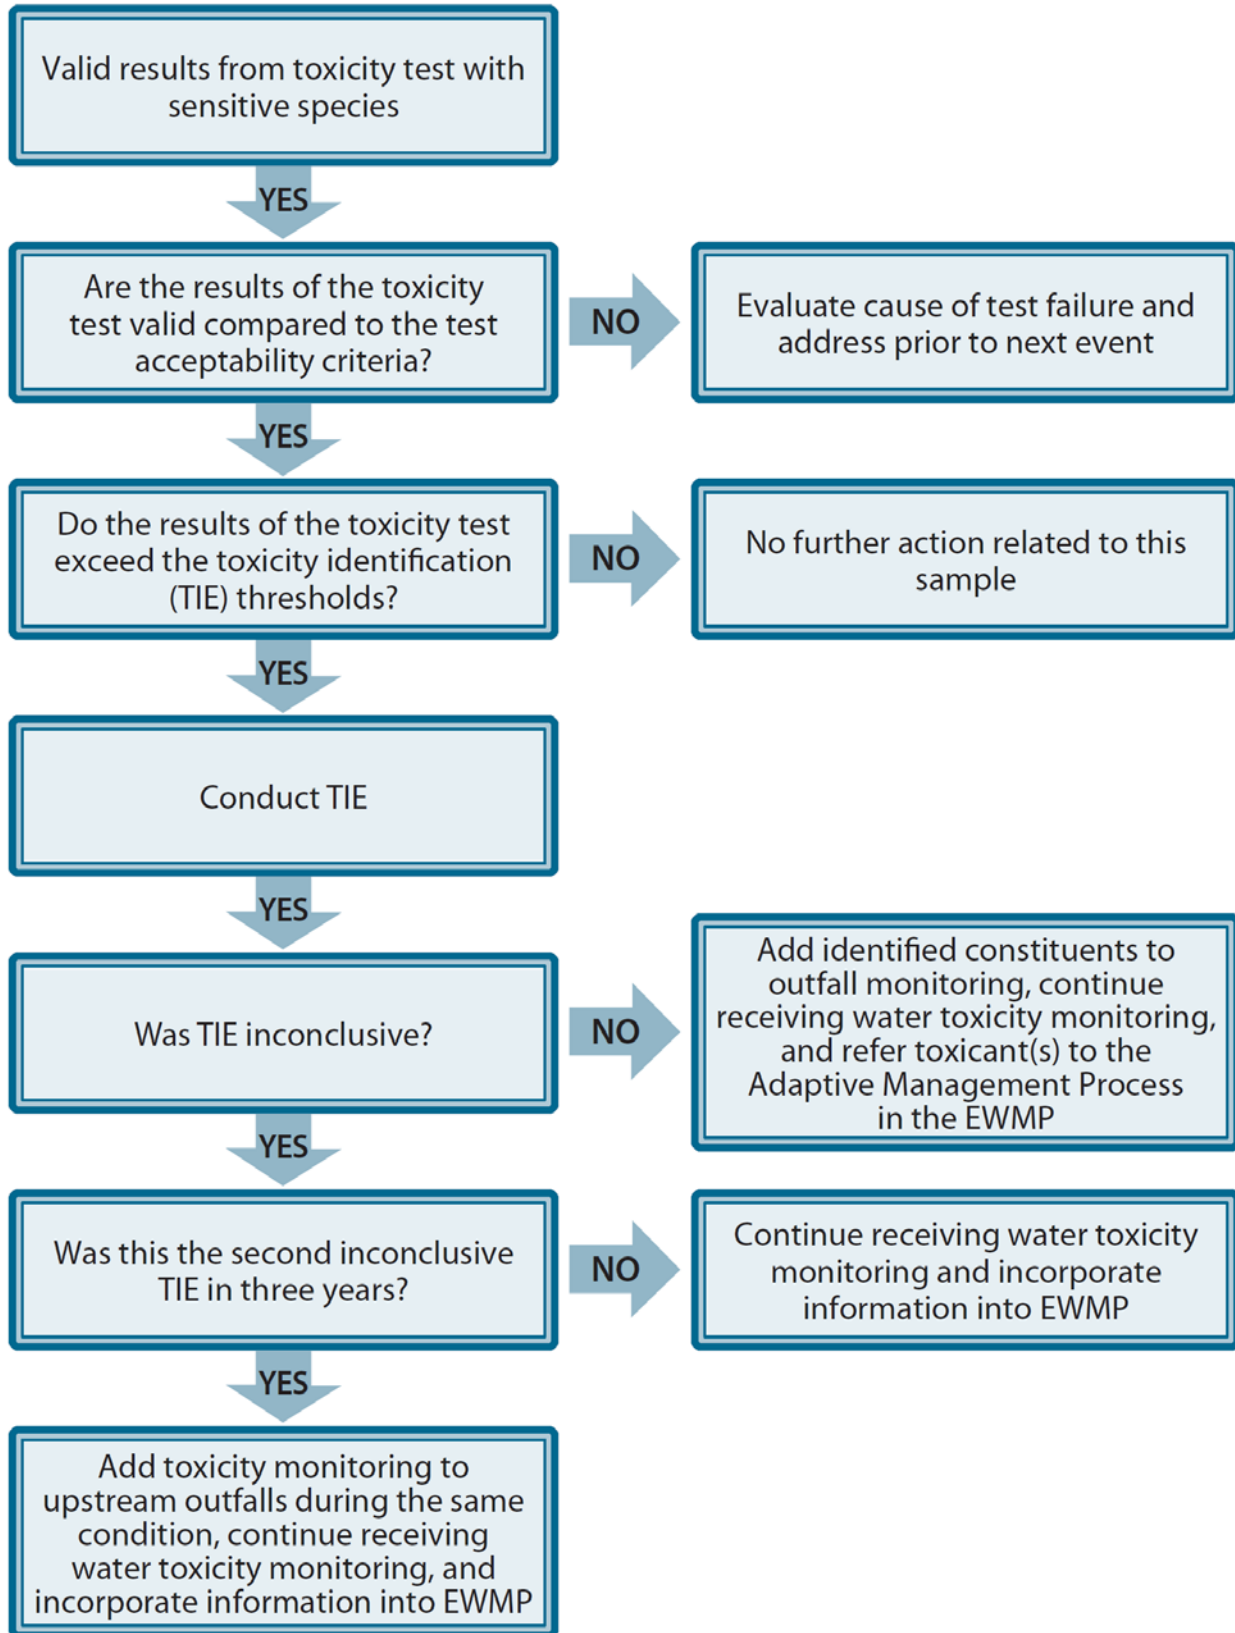 Valid results from toxicity test with
sensitive species
YES
Are the results of the toxicity
test valid compared to the test
acceptability criteria?
NO
Evaluate cause of test failure and
address prior to next event
YES
Do the results of the toxicity test
exceed the toxicity identification
(TIE) thresholds?
NO
No further action related to this
sample
YES
Conduct TIE
YES
Was TIE inconclusive?
NO
Add identified constituents to
outfall monitoring, continue
receiving water toxicity monitoring,
and refer toxicant(s) to the
Adaptive Management Process
in the EWMP
YES
Was this the second inconclusive
TIE in three years?
NO
Continue receiving water toxicity
monitoring and incorporate
information into EWMP
YES
Add toxicity monitoring to
upstream outfalls during the same
condition, continue receiving
water toxicity monitoring, and
incorporate information into EWMP